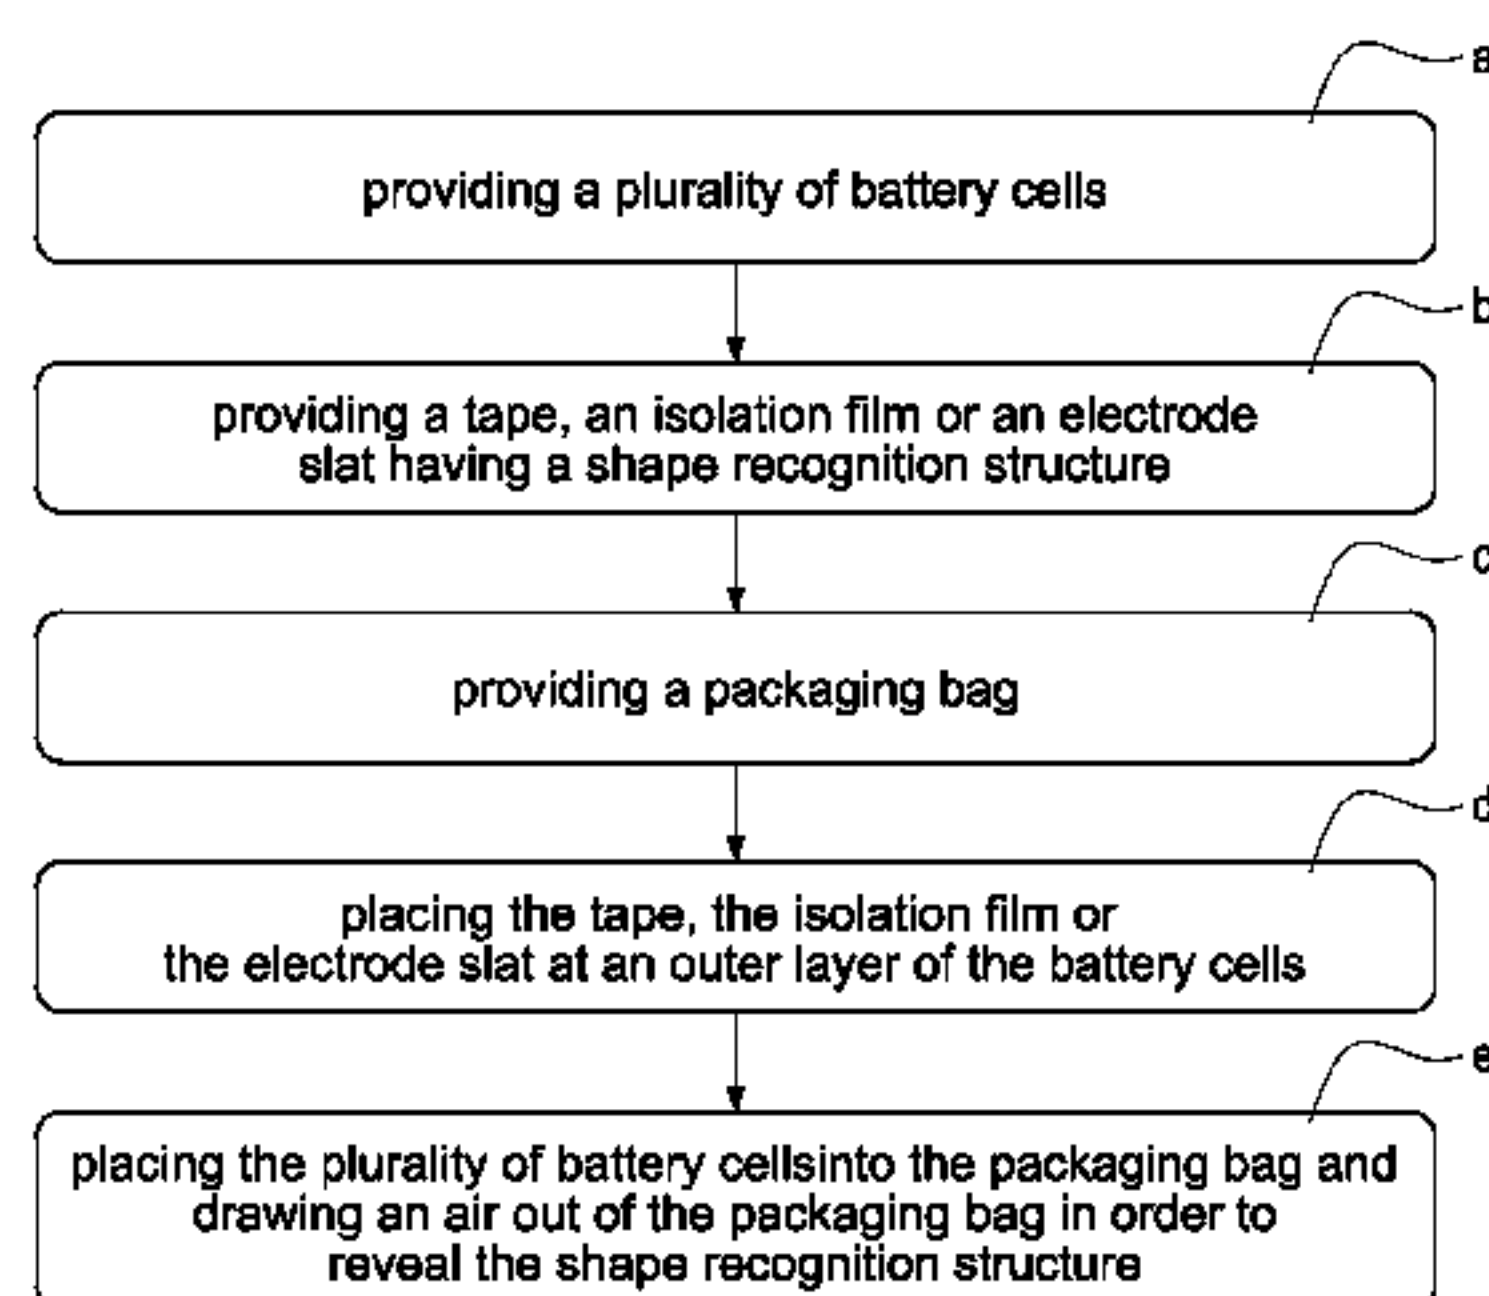 a
providing a plurality of battery cells
b
providing a tape, an isolation film or an electrode
slat having a shape recognition structure
c
providing a packaging bag
d
placing the tape, the isolation film or
the electrode slat at an outer layer of the battery cells
e
placing the plurality of battery cellsinto the packaging bag and
drawing an air out of the packaging bag in order to
reveal the shape recognition structure